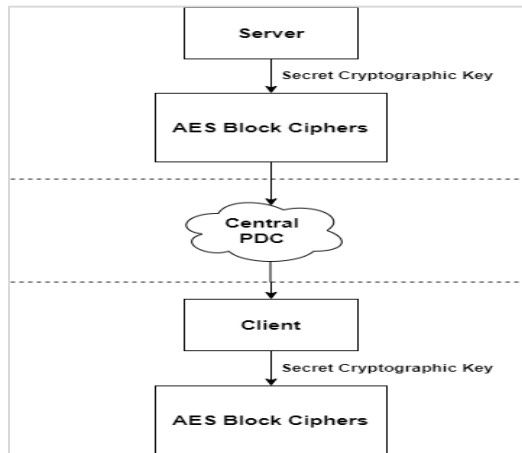 Server
Secret Cryptographic Key
AES Block Ciphers
Central
PDC
Client
Secret Cryptographic Key
AES Block Ciphers